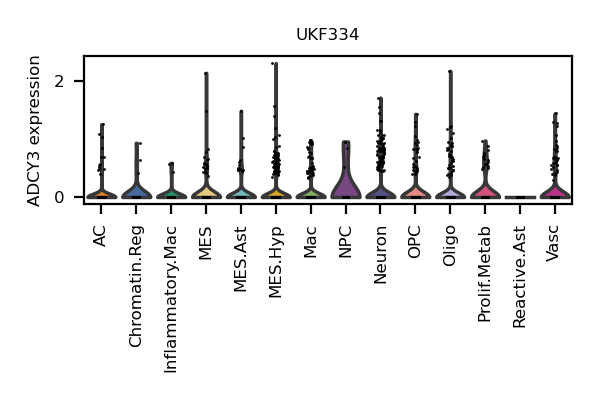 UKF334
ADCY3 expression
2
0
AC
Chromatin.Reg
Inflammatory.Mac
MES
MES.Ast
MES.Hyp
Mac
NPC
Neuron
OPC
Oligo
Prolif.Metab
Reactive.Ast
Vasc